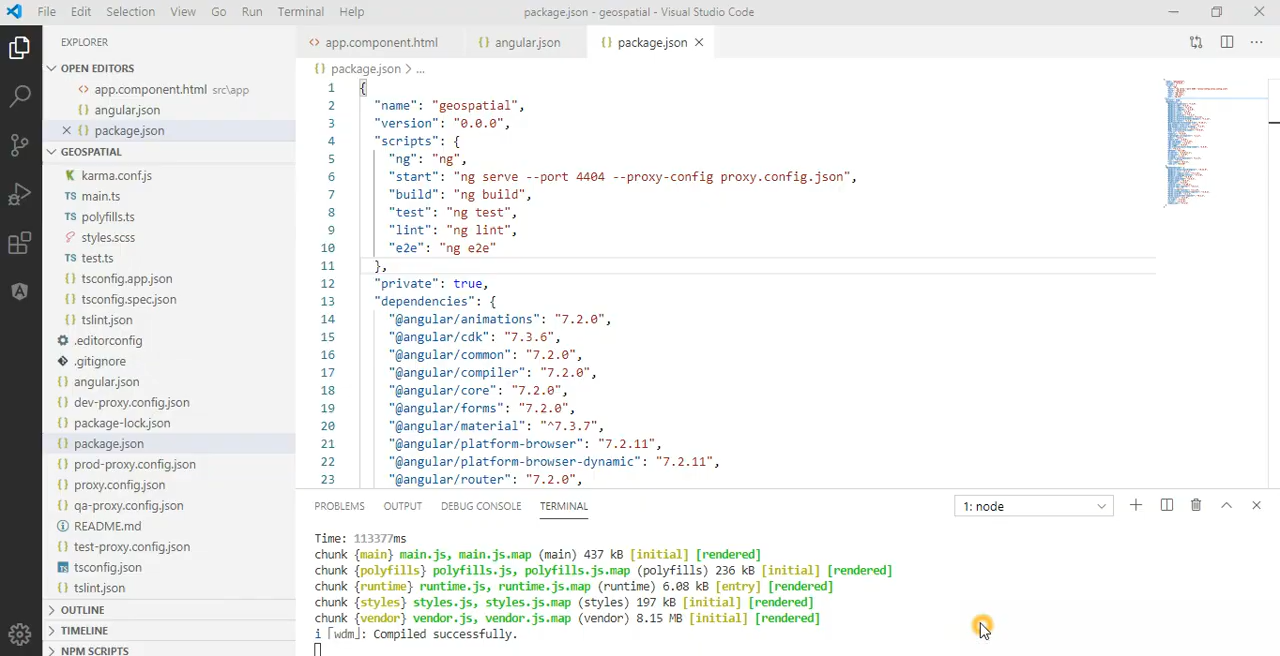 File Edit Selection View Go Run Terminal Help package.json - geospatial - Visual Studio Code
EXPLORER
OPEN EDITORS
app.component.html src\app
angular.json
package.json
GEOSPATIAL
karma.conf.js
main.ts
polyfills.ts
styles.scss
test.ts
tsconfig.app.json
tsconfig.spec.json
tslint.json
.editorconfig
.gitignore
angular.json
dev-proxy.config.json
package-lock.json
package.json
prod-proxy.config.json
proxy.config.json
qa-proxy.config.json
README.md
test-proxy.config.json
tsconfig.json
tslint.json
OUTLINE
TIMELINE
NPM SCRIPTS
app.component.html angular.json package.json
package.json > ...
1 {
2 "name": "geospatial",
3 "version": "0.0.0",
4 "scripts": {
5 "ng": "ng",
6 "start": "ng serve --port 4404 --proxy-config proxy.config.json",
7 "build": "ng build",
8 "test": "ng test",
9 "lint": "ng lint",
10 "e2e": "ng e2e"
11 },
12 "private": true,
13 "dependencies": {
14 "@angular/animations": "7.2.0",
15 "@angular/cdk": "7.3.6",
16 "@angular/common": "7.2.0",
17 "@angular/compiler": "7.2.0",
18 "@angular/core": "7.2.0",
19 "@angular/forms": "7.2.0",
20 "@angular/material": "^7.3.7",
21 "@angular/platform-browser": "7.2.11",
22 "@angular/platform-browser-dynamic": "7.2.11",
23 "@angular/router": "7.2.0",
PROBLEMS OUTPUT DEBUG CONSOLE TERMINAL 1: node
Time: 113377ms
chunk {main} main.js, main.js.map (main) 437 kB [initial] [rendered]
chunk {polyfills} polyfills.js, polyfills.js.map (polyfills) 236 kB [initial] [rendered]
chunk {runtime} runtime.js, runtime.js.map (runtime) 6.08 kB [entry] [rendered]
chunk {styles} styles.js, styles.js.map (styles) 197 kB [initial] [rendered]
chunk {vendor} vendor.js, vendor.js.map (vendor) 8.15 MB [initial] [rendered]
i ｢wdm｣: Compiled successfully.